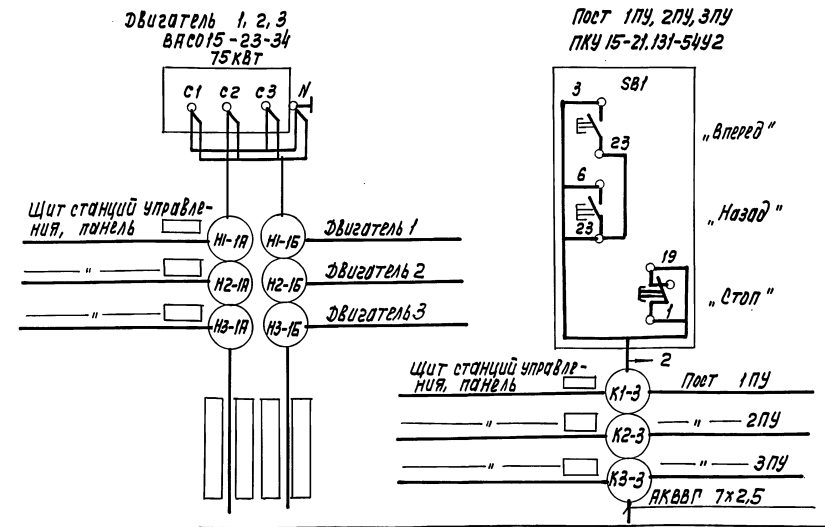 Двигатель 1, 2, 3
ВАСО15-23-34
75кВт
С1 С2 С3 N
Щит станций управле-
ния, панель
Н1-1А Н1-1Б Двигатель 1
— " — Н2-1А Н2-1Б Двигатель 2
— " — Н3-1А Н3-1Б Двигатель 3
Пост 1ПУ, 2ПУ, 3ПУ
ПКУ 15-21.131-54У2
SB1
3
23
„Вперед"
6
23
„Назад"
19
1
„Стоп"
2
Щит станций управле-
ния, панель
К1-3 Пост 1ПУ
— " — К2-3 — " — 2ПУ
— " — К3-3 — " — 3ПУ
АКВВГ 7×2,5